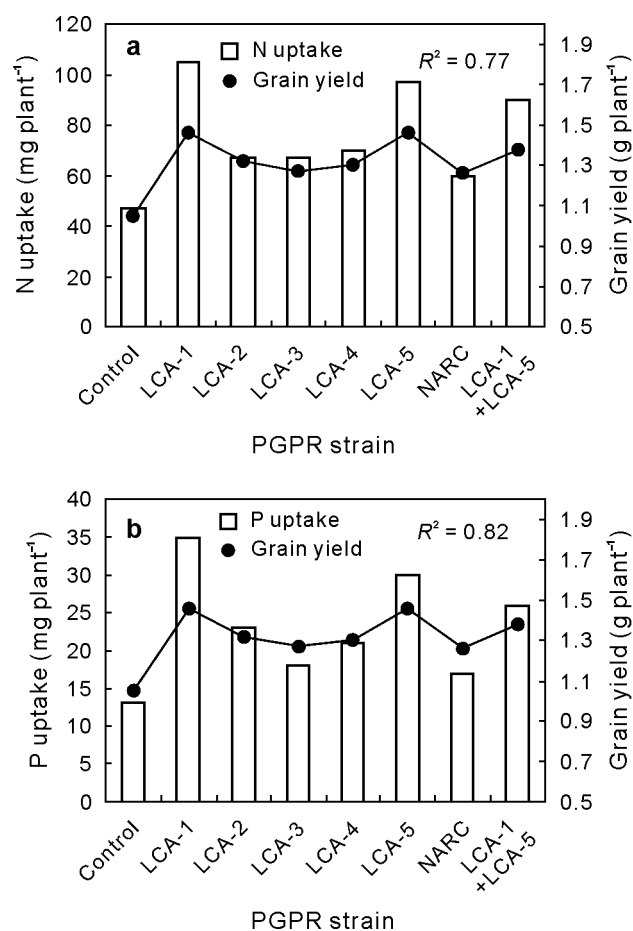 a
N uptake
Grain yield
R² = 0.77
120
100
80
60
40
20
0
N uptake (mg plant⁻¹)
1.9
1.7
1.5
1.3
1.1
0.9
0.7
0.5
Grain yield (g plant⁻¹)
Control
LCA-1
LCA-2
LCA-3
LCA-4
LCA-5
NARC
LCA-1
+LCA-5
PGPR strain
b
P uptake
Grain yield
R² = 0.82
40
35
30
25
20
15
10
5
0
P uptake (mg plant⁻¹)
1.9
1.7
1.5
1.3
1.1
0.9
0.7
0.5
Grain yield (g plant⁻¹)
Control
LCA-1
LCA-2
LCA-3
LCA-4
LCA-5
NARC
LCA-1
+LCA-5
PGPR strain